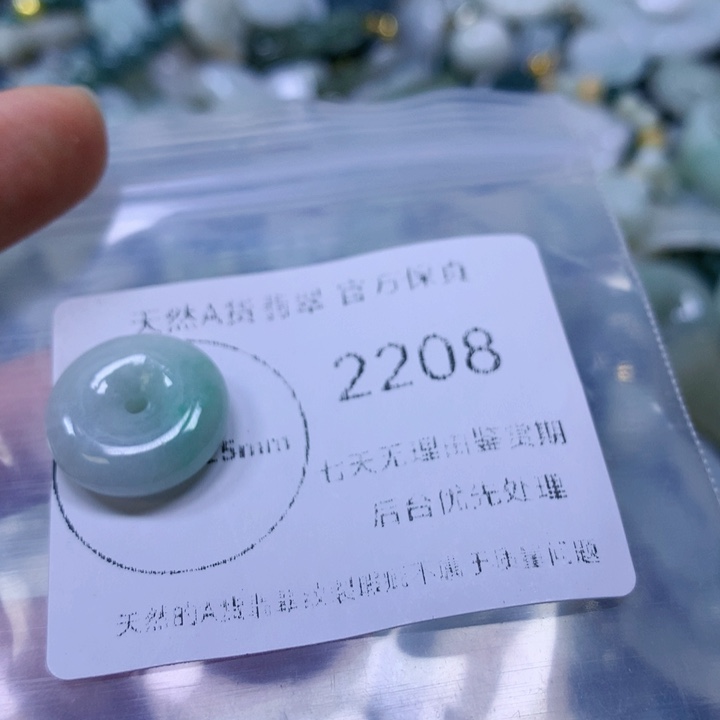 天然A货翡翠 官方保真
2208
25mm
七天无理由鉴赏期
后台优先处理
天然的A货翡翠纹裂瑕疵不属于质量问题